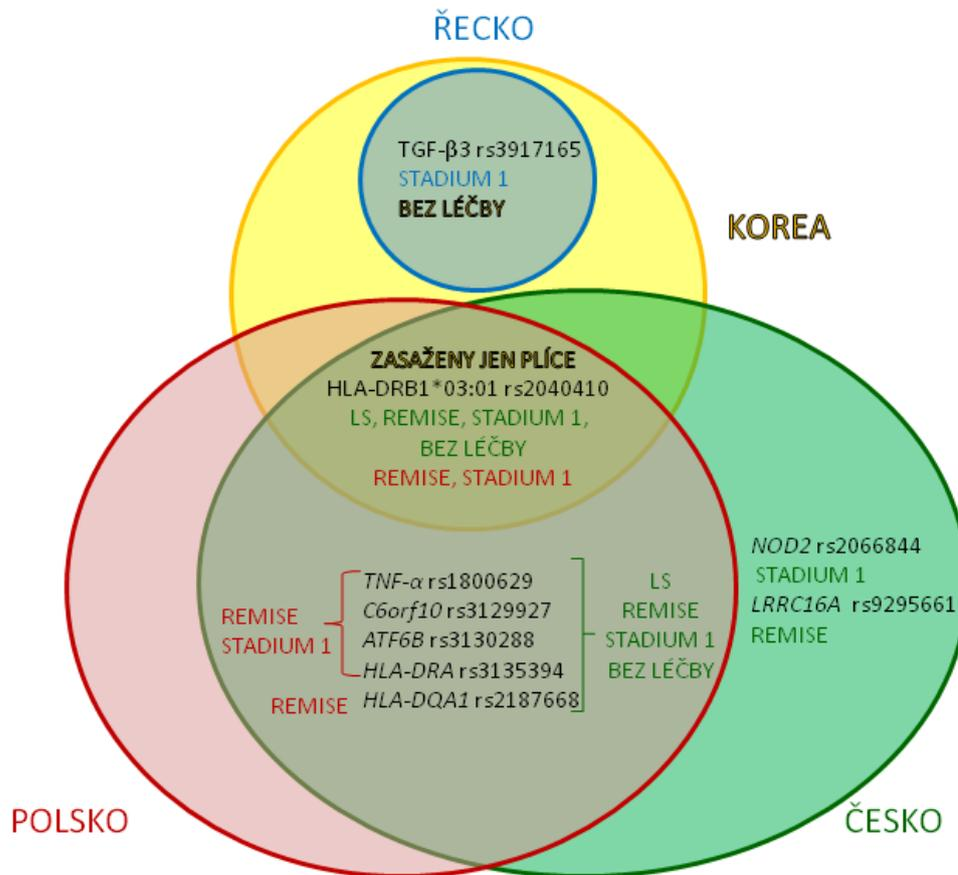 ŘECKO
TGF-β3 rs3917165
STADIUM 1
BEZ LÉČBY
KOREA
ZASAŽENY JEN PLÍCE
HLA-DRB1*03:01 rs2040410
LS, REMISE, STADIUM 1,
BEZ LÉČBY
REMISE, STADIUM 1
NOD2 rs2066844
STADIUM 1
LRRC16A rs9295661
REMISE
REMISE
STADIUM 1
TNF-α rs1800629
C6orf10 rs3129927
ATF6B rs3130288
HLA-DRA rs3135394
REMISE HLA-DQA1 rs2187668
LS
REMISE
STADIUM 1
BEZ LÉČBY
POLSKO
ČESKO